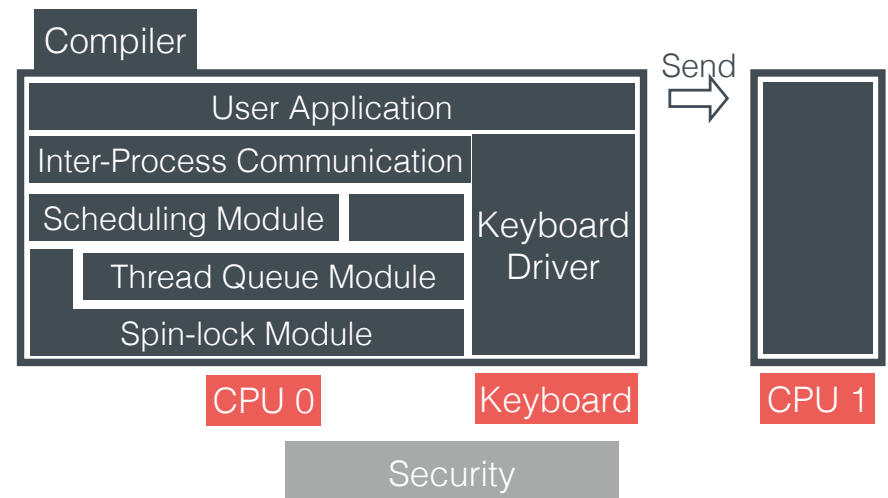 Compiler
Send
User Application
Inter-Process Communication
Scheduling Module
Keyboard
Driver
Thread Queue Module
Spin-lock Module
CPU 0
Keyboard
CPU 1
Security